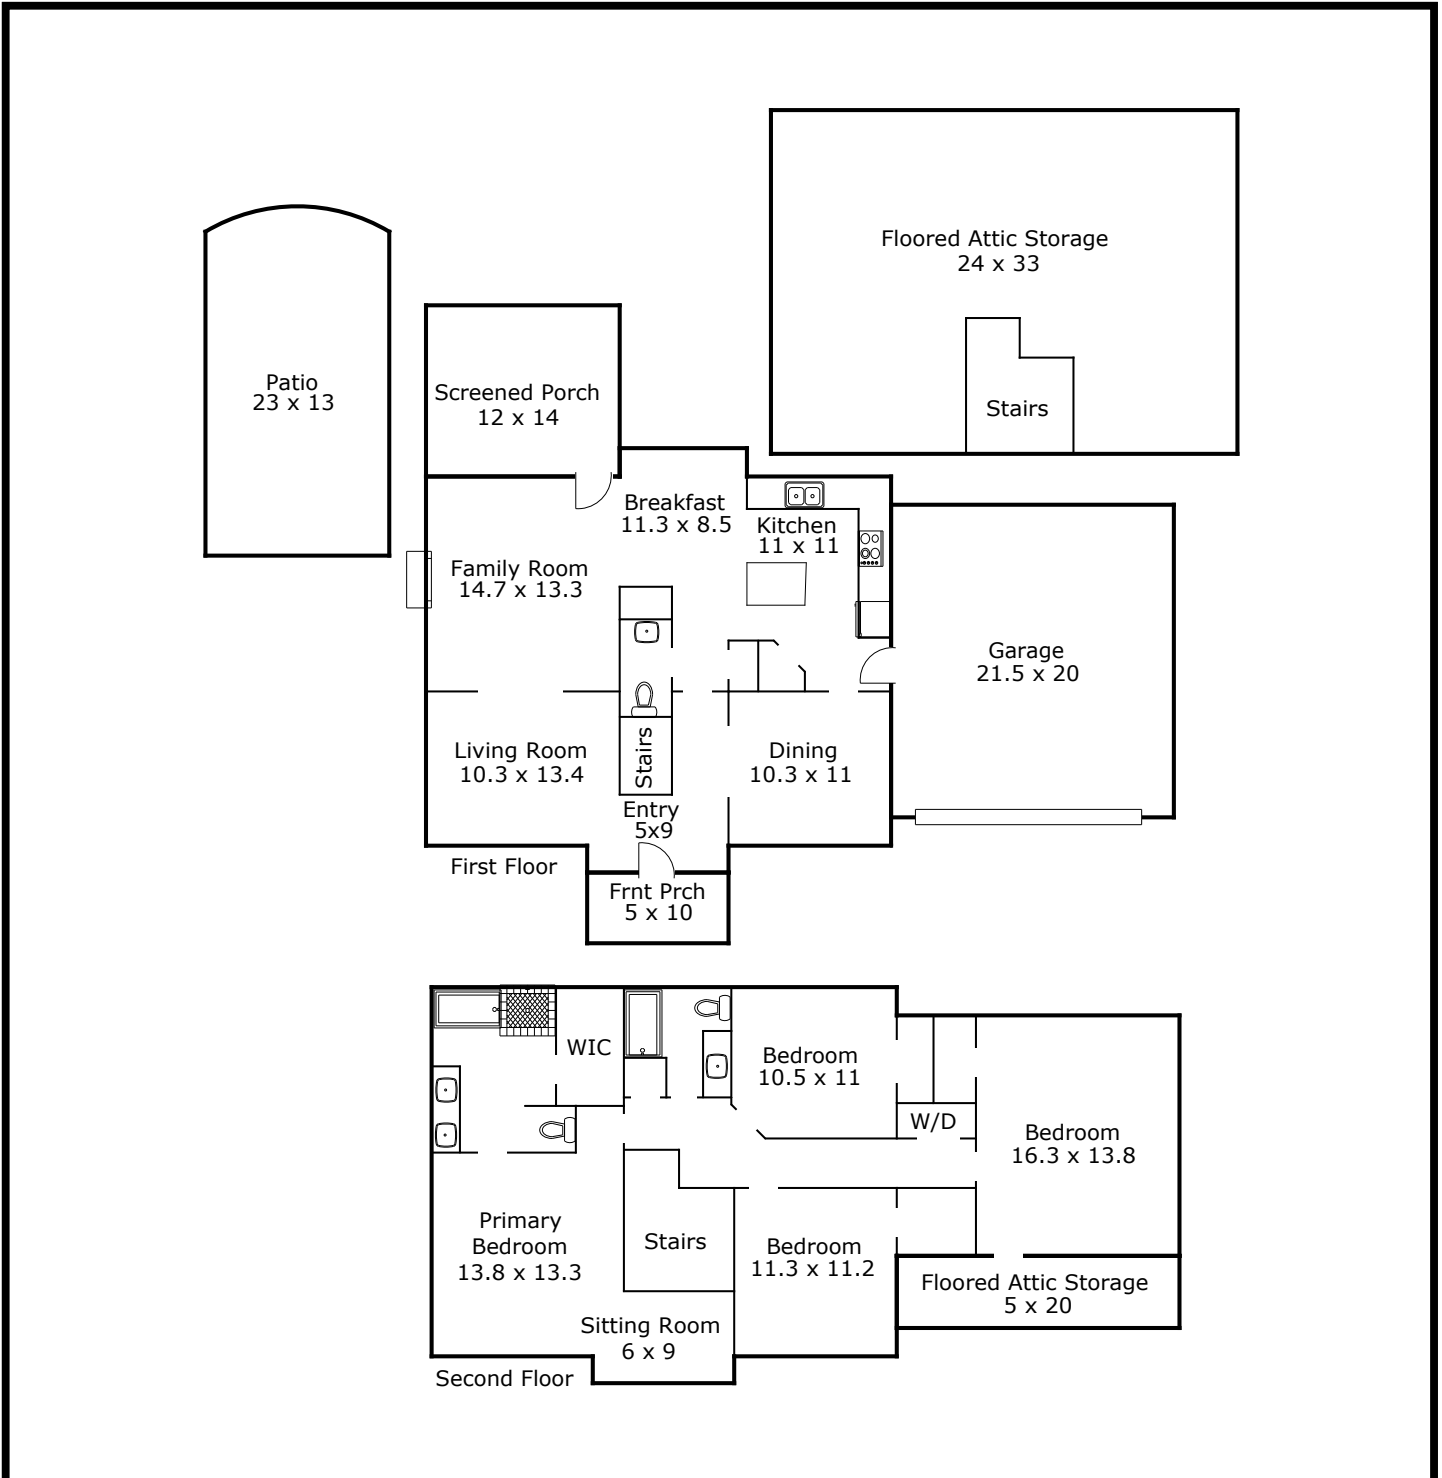 Floored Attic Storage
24 x 33
Stairs
Patio
23 x 13
Screened Porch
12 x 14
Breakfast
11.3 x 8.5
Kitchen
11 x 11
Family Room
14.7 x 13.3
Garage
21.5 x 20
Living Room
10.3 x 13.4
Stairs
Dining
10.3 x 11
Entry
5x9
First Floor
Frnt Prch
5 x 10
WIC
Bedroom
10.5 x 11
W/D
Bedroom
16.3 x 13.8
Primary
Bedroom
13.8 x 13.3
Stairs
Bedroom
11.3 x 11.2
Floored Attic Storage
5 x 20
Sitting Room
6 x 9
Second Floor